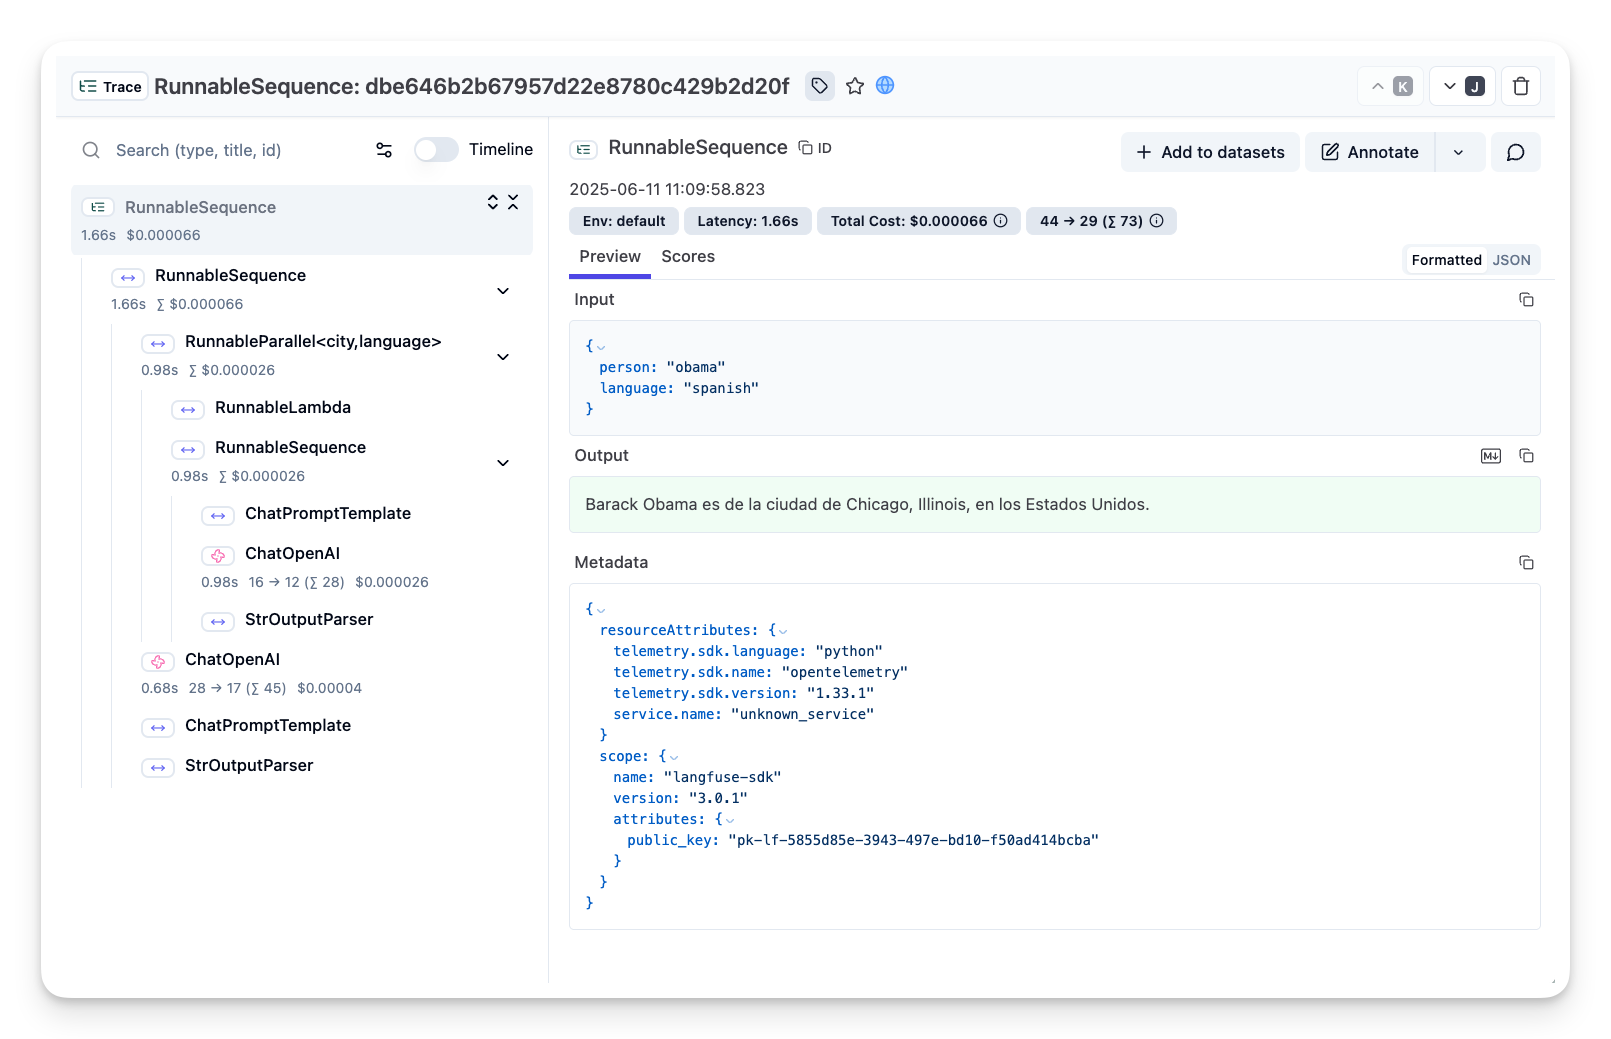 Trace RunnableSequence: dbe646b2b67957d22e8780c429b2d20f
K
J
Search (type, title, id)
Timeline
RunnableSequence
1.66s $0.000066
RunnableSequence
1.66s ∑ $0.000066
RunnableParallel<city,language>
0.98s ∑ $0.000026
RunnableLambda
RunnableSequence
0.98s ∑ $0.000026
ChatPromptTemplate
ChatOpenAI
0.98s 16 → 12 (∑ 28) $0.000026
StrOutputParser
ChatOpenAI
0.68s 28 → 17 (∑ 45) $0.00004
ChatPromptTemplate
StrOutputParser
RunnableSequence ID
+ Add to datasets
Annotate
2025-06-11 11:09:58.823
Env: default
Latency: 1.66s
Total Cost: $0.000066
44 → 29 (∑ 73)
Preview
Scores
Formatted
JSON
Input
{
person: "obama"
language: "spanish"
}
Output
M↓
Barack Obama es de la ciudad de Chicago, Illinois, en los Estados Unidos.
Metadata
{
resourceAttributes: {
telemetry.sdk.language: "python"
telemetry.sdk.name: "opentelemetry"
telemetry.sdk.version: "1.33.1"
service.name: "unknown_service"
}
scope: {
name: "langfuse-sdk"
version: "3.0.1"
attributes: {
public_key: "pk-lf-5855d85e-3943-497e-bd10-f50ad414bcba"
}
}
}